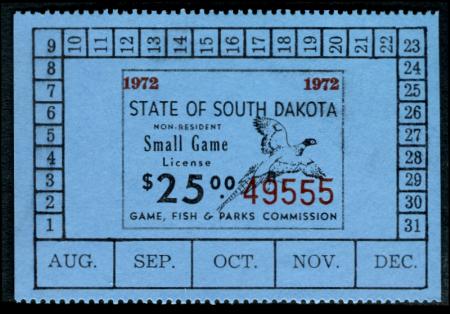 9 10 11 12 13 14 15 16 17 18 19 20 21 22 23
8 24
7 1972 1972 25
6 STATE OF SOUTH DAKOTA 26
5 NON-RESIDENT 27
Small Game
4 License 28
3 $25.00 49555 29
2 GAME, FISH & PARKS COMMISSION 30
1 31
AUG. SEP. OCT. NOV. DEC.